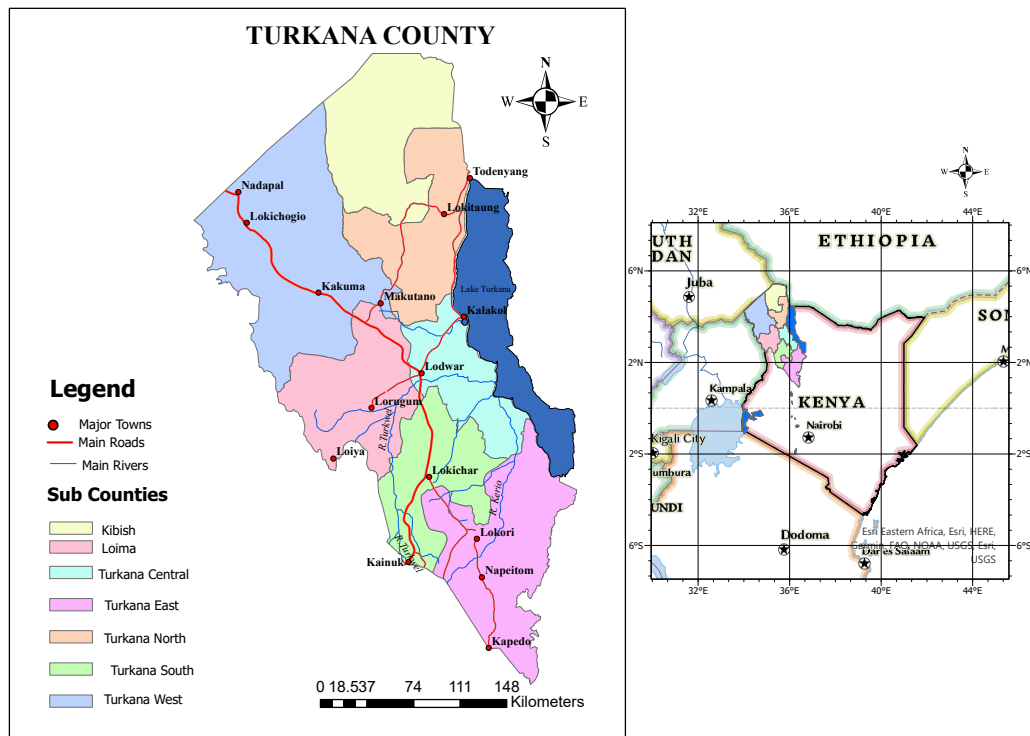 TURKANA COUNTY
N
W
E
S
Todenyang
Nadapal
Lokitaung
Lokichogio
Lake Turkana
Kakuma
Makutano
Kalakol
Lodwar
Lorugum
R.Turkwel
Loiya
Lokichar
R. Kerio
Lokori
R.Turkwel
Kainuk
Napeitom
Kapedo
Legend
Major Towns
Main Roads
Main Rivers
Sub Counties
Kibish
Loima
Turkana Central
Turkana East
Turkana North
Turkana South
Turkana West
0 18.537 74 111 148
Kilometers
N
W
E
S
32°E 36°E 40°E 44°E
UTH
DAN
ETHIOPIA
6°N
6°N
Juba
SON
2°N
2°N
M
Kampala
KENYA
Nairobi
Kigali City
2°S
2°S
umbura
UNDI
Esri Eastern Africa, Esri, HERE,
Garmin, FAO, NOAA, USGS, Esri,
USGS
Dodoma
6°S
6°S
Dar es Salaam
32°E 36°E 40°E 44°E